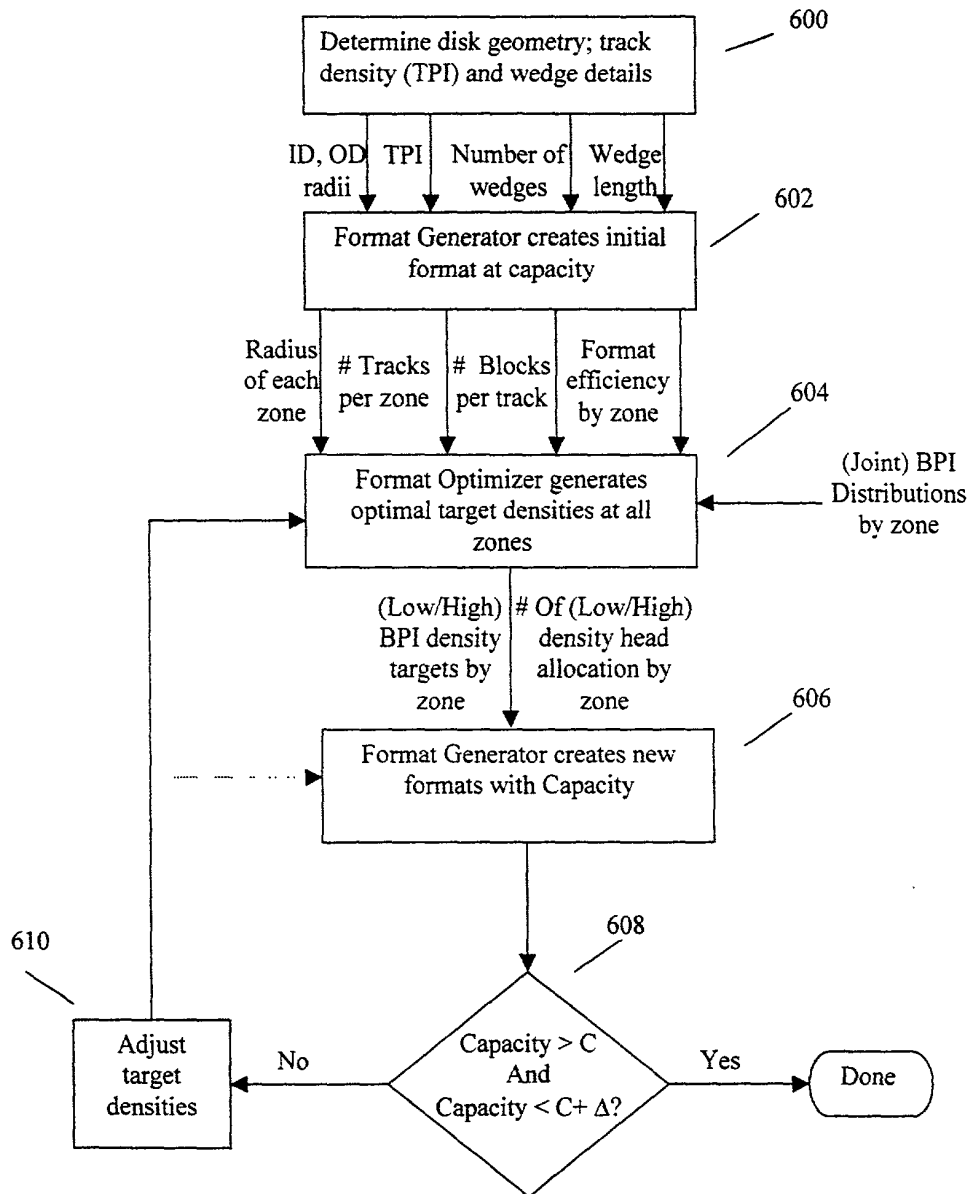 600
Determine disk geometry; track
density (TPI) and wedge details
ID, OD
radii
TPI
Number of
wedges
Wedge
length
602
Format Generator creates initial
format at capacity
Radius
of each
zone
# Tracks
per zone
# Blocks
per track
Format
efficiency
by zone
604
Format Optimizer generates
optimal target densities at all
zones
(Joint) BPI
Distributions
by zone
(Low/High)
BPI density
targets by
zone
# Of (Low/High)
density head
allocation by
zone
606
Format Generator creates new
formats with Capacity
608
610
Capacity > C
And
Capacity < C+ Δ?
No
Yes
Adjust
target
densities
Done